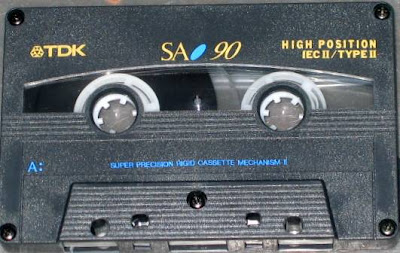 TDK
SA 90
HIGH POSITION
IEC II / TYPE II
A:
SUPER PRECISION RIGID CASSETTE MECHANISM II